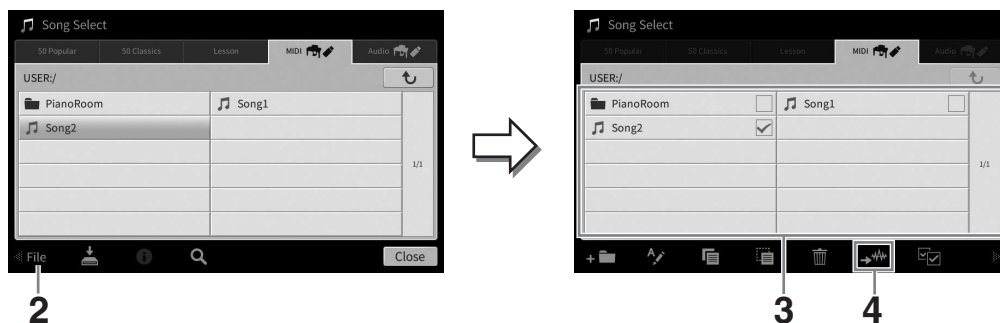 Song Select
50 Popular 50 Classics Lesson MIDI Audio
USER:/
PianoRoom Song1
Song2
1/1
File Close
2
Song Select
50 Popular 50 Classics Lesson MIDI Audio
USER:/
PianoRoom Song1
Song2
1/1
3 4